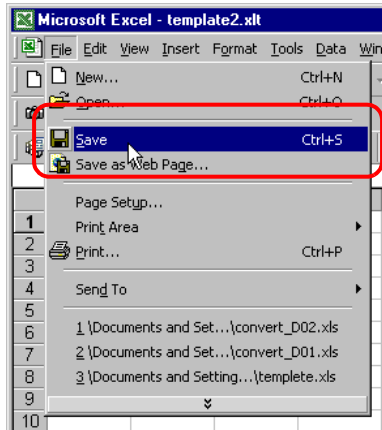 Microsoft Excel - template2.xlt
File Edit View Insert Format Tools Data Win
New... Ctrl+N
Open... Ctrl+O
Save Ctrl+S
Save as Web Page...
Page Setup...
1 Print Area
2 Print... Ctrl+P
3
4 Send To
5
6 1 \Documents and Set...\convert_D02.xls
7 2 \Documents and Set...\convert_D01.xls
8 3 \Documents and Setting...\templete.xls
9
10